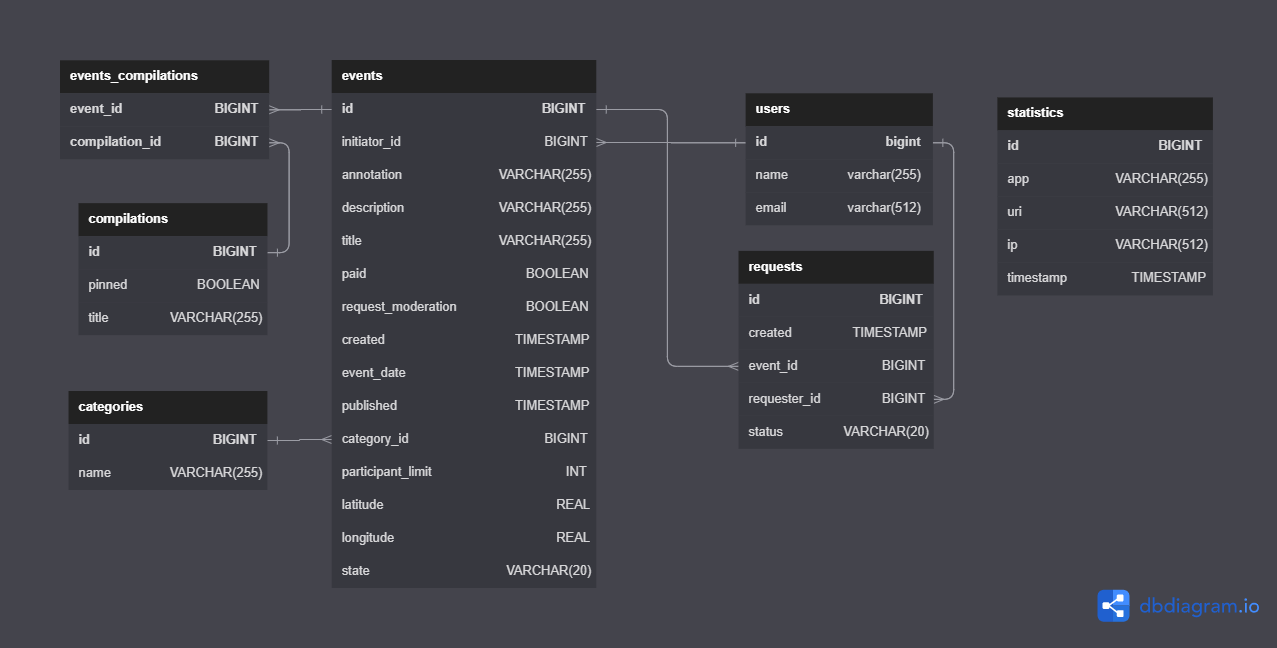 events_compilations
event_id BIGINT
compilation_id BIGINT
compilations
id BIGINT
pinned BOOLEAN
title VARCHAR(255)
categories
id BIGINT
name VARCHAR(255)
events
id BIGINT
initiator_id BIGINT
annotation VARCHAR(255)
description VARCHAR(255)
title VARCHAR(255)
paid BOOLEAN
request_moderation BOOLEAN
created TIMESTAMP
event_date TIMESTAMP
published TIMESTAMP
category_id BIGINT
participant_limit INT
latitude REAL
longitude REAL
state VARCHAR(20)
users
id bigint
name varchar(255)
email varchar(512)
requests
id BIGINT
created TIMESTAMP
event_id BIGINT
requester_id BIGINT
status VARCHAR(20)
statistics
id BIGINT
app VARCHAR(255)
uri VARCHAR(512)
ip VARCHAR(512)
timestamp TIMESTAMP
dbdiagram.io